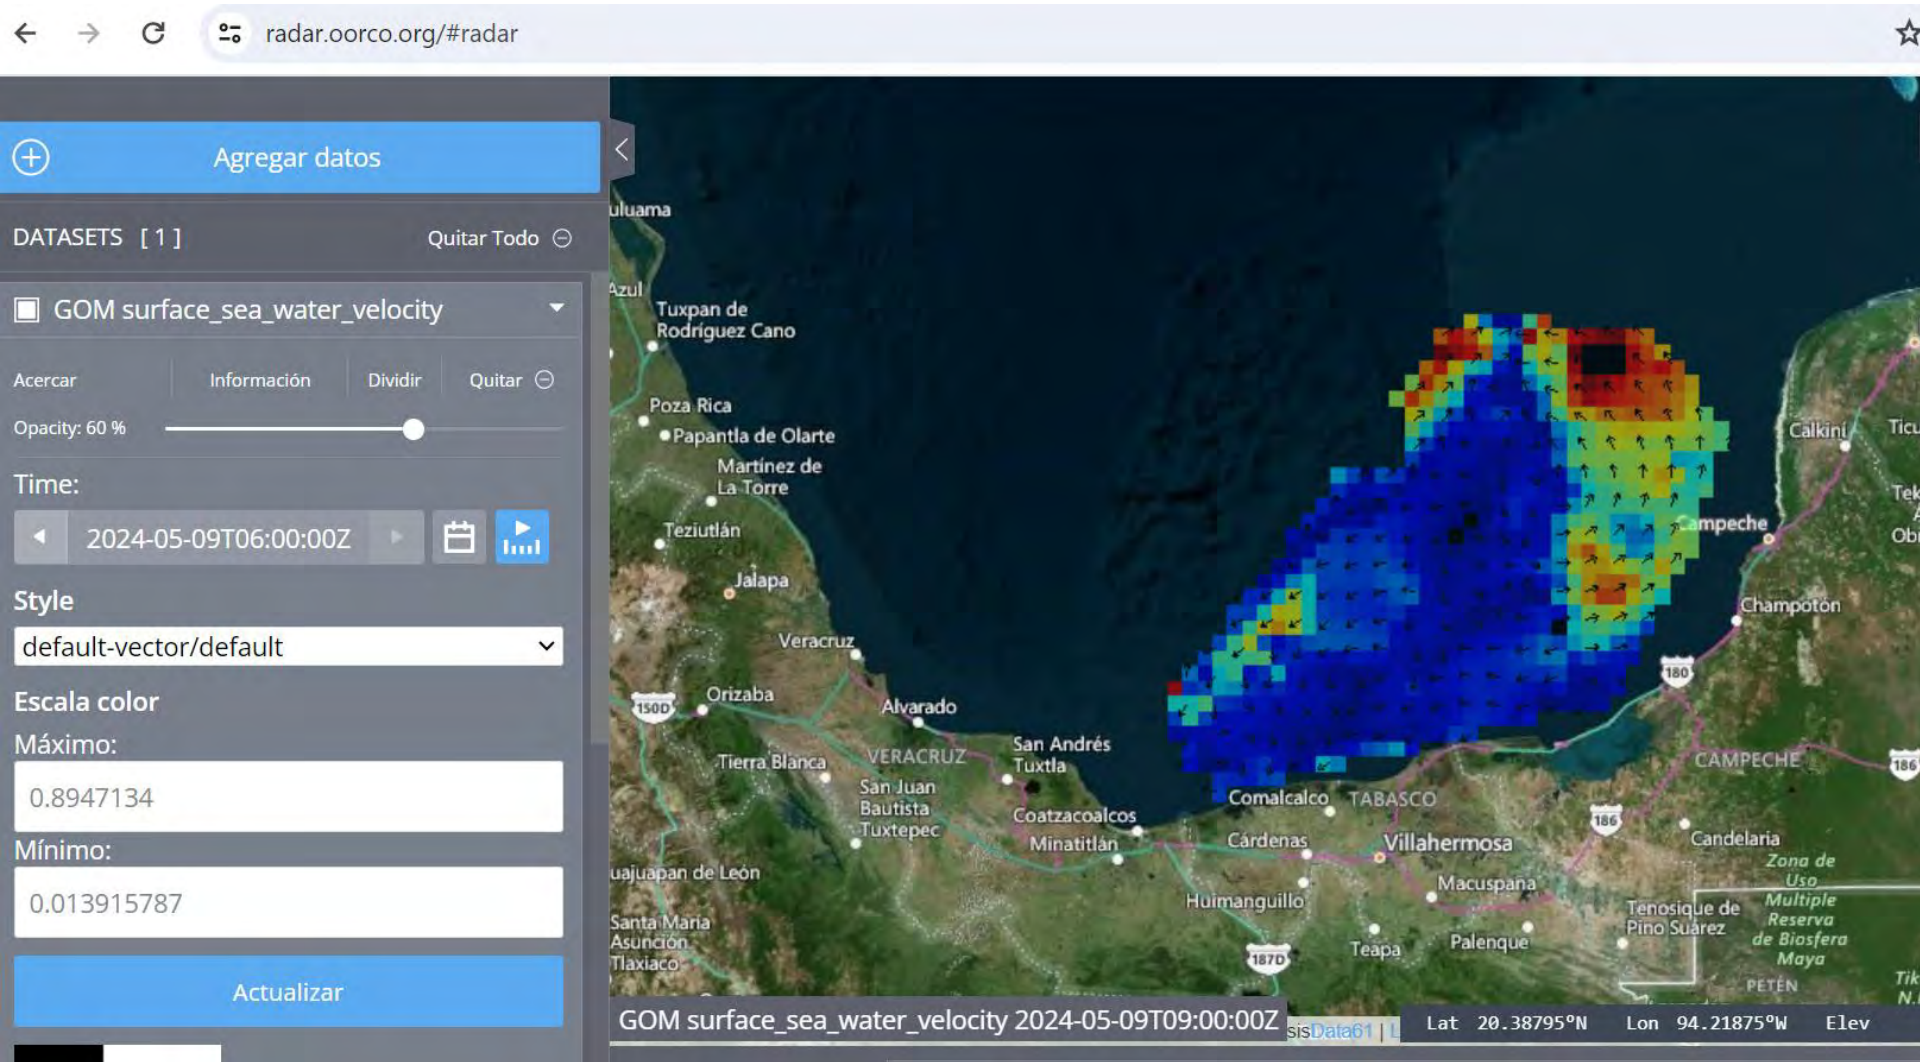 radar.oorco.org/#radar
Agregar datos
DATASETS [ 1 ]
Quitar Todo
GOM surface_sea_water_velocity
Acercar
Información
Dividir
Quitar
Opacity: 60 %
Time:
2024-05-09T06:00:00Z
Style
default-vector/default
Escala color
Máximo:
0.8947134
Mínimo:
0.013915787
Actualizar
uluama
Azul
Tuxpan de
Rodríguez Cano
Poza Rica
Papantla de Olarte
Martínez de
La Torre
Teziutlán
Jalapa
Veracruz
Orizaba
150D
Alvarado
Tierra Blanca
VERACRUZ
San Andrés
Tuxtla
San Juan
Bautista
Tuxtepec
Coatzacoalcos
Minatitlán
uajuapan de León
Santa Maria
Asunción
Tlaxiaco
Calkiní
Ticu
Tek
Obi
Campeche
Champotón
180
CAMPECHE
186
Comalcalco
TABASCO
Cárdenas
Villahermosa
186
Candelaria
Huimanguillo
Macuspana
Zona de
Uso
Multiple
Reserva
de Biosfera
Maya
Tenosique de
Pino Suárez
187D
Teapa
Palenque
PETÉN
Tik
N.
GOM surface_sea_water_velocity 2024-05-09T09:00:00Z
sisData61 | L
Lat 20.38795°N Lon 94.21875°W Elev